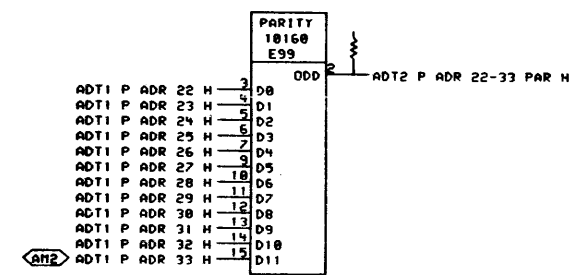 PARITY
10160
E99
ODD 2 ADT2 P ADR 22-33 PAR H
ADT1 P ADR 22 H 3 D0
ADT1 P ADR 23 H 4 D1
ADT1 P ADR 24 H 5 D2
ADT1 P ADR 25 H 6 D3
ADT1 P ADR 26 H 7 D4
ADT1 P ADR 27 H 9 D5
ADT1 P ADR 28 H 10 D6
ADT1 P ADR 29 H 11 D7
ADT1 P ADR 30 H 12 D8
ADT1 P ADR 31 H 13 D9
ADT1 P ADR 32 H 14 D10
AM2 ADT1 P ADR 33 H 15 D11